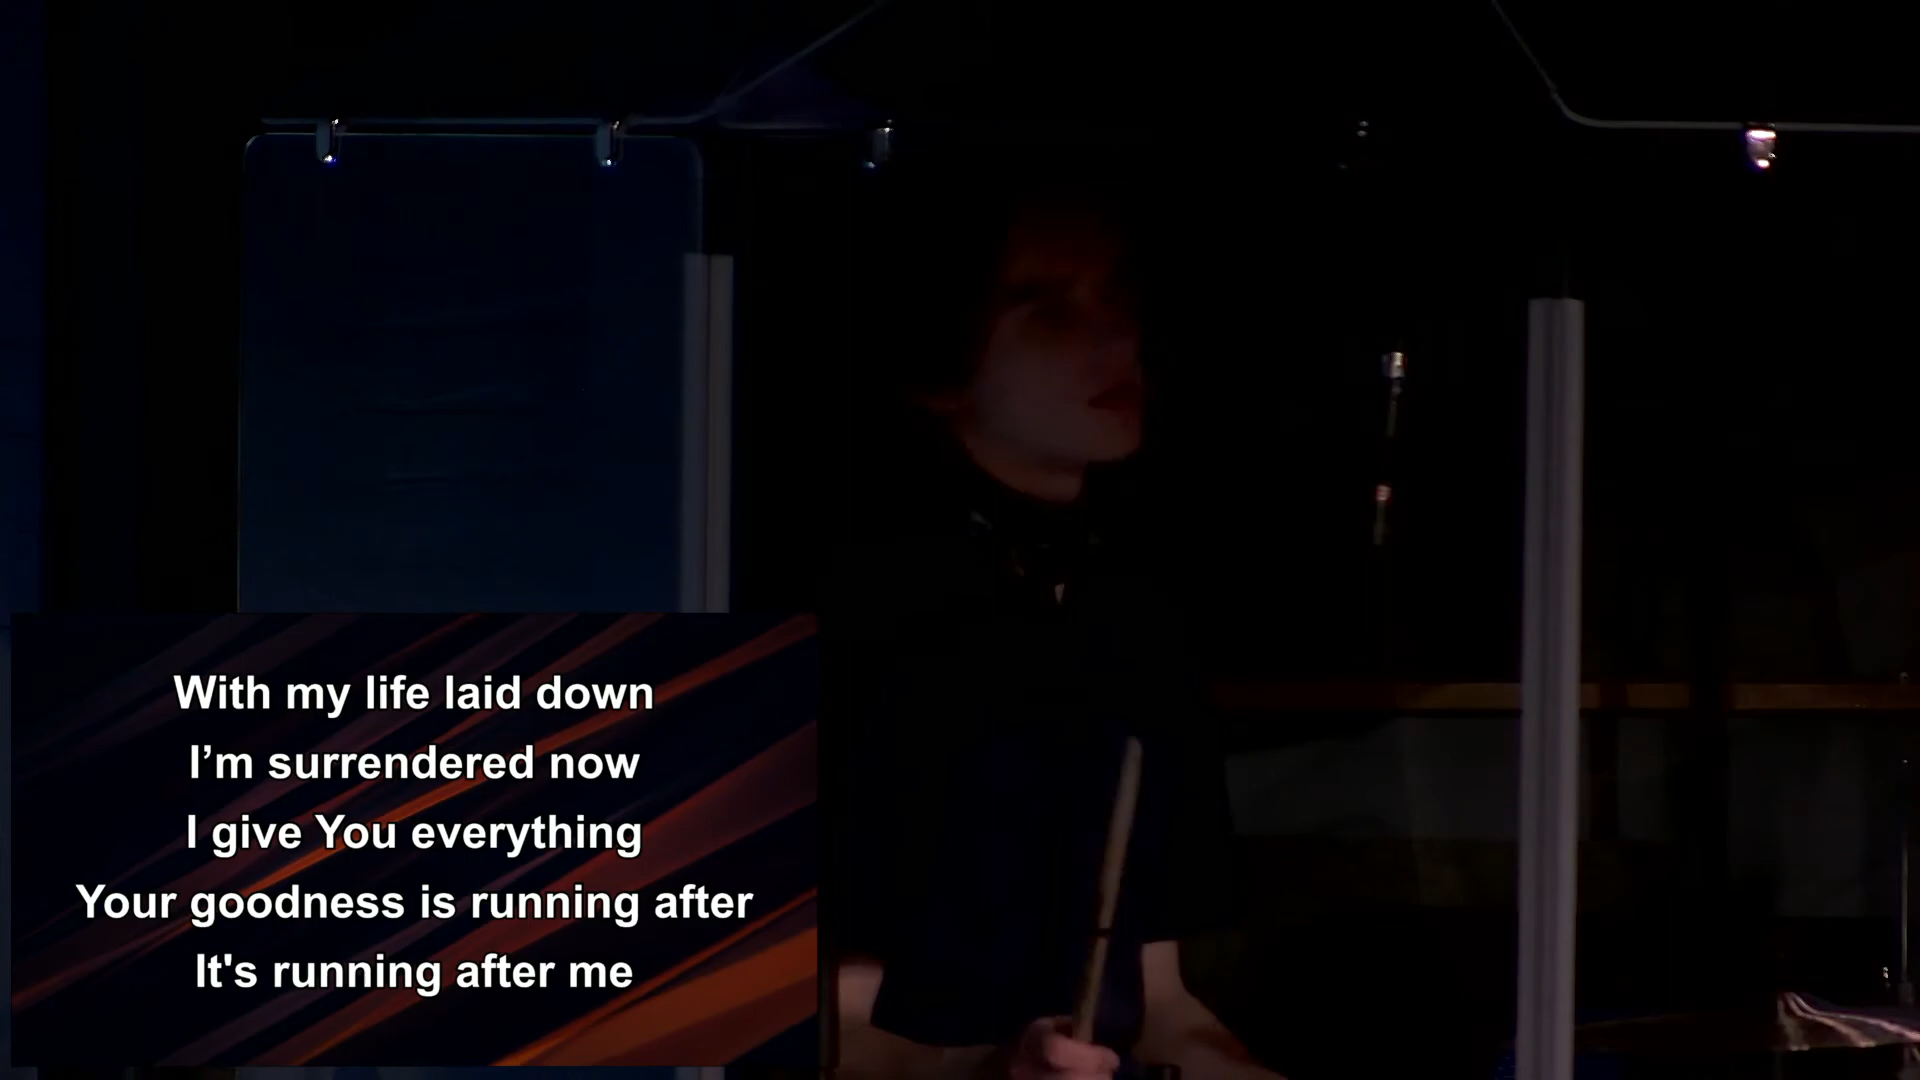 With my life laid down
I’m surrendered now
I give You everything
Your goodness is running after
It's running after me